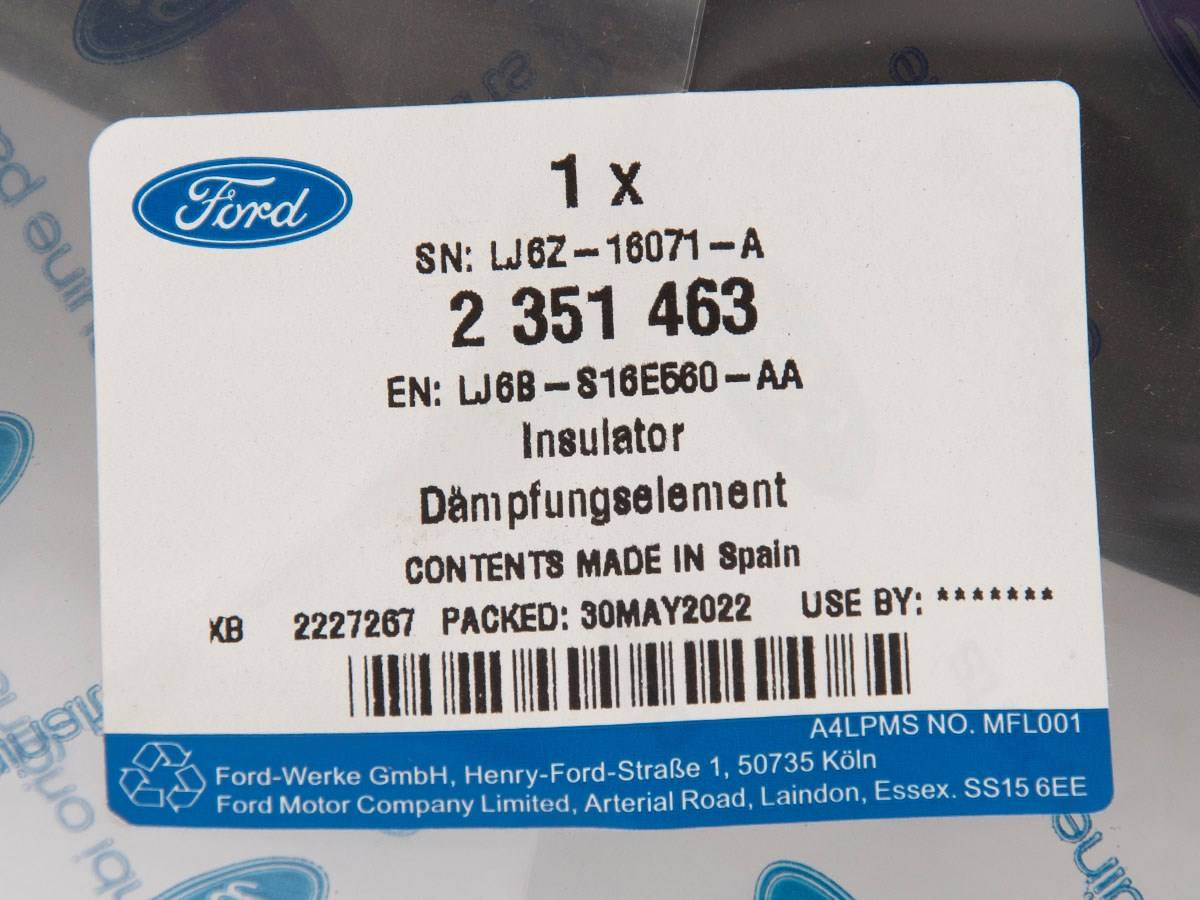 Ford
1 x
SN: LJ6Z-16071-A
2 351 463
EN: LJ6B-S16E560-AA
Insulator
Dämpfungselement
CONTENTS MADE IN Spain
KB 2227267 PACKED: 30MAY2022 USE BY: *******
A4LPMS NO. MFL001
Ford-Werke GmbH, Henry-Ford-Straße 1, 50735 Köln
Ford Motor Company Limited, Arterial Road, Laindon, Essex. SS15 6EE